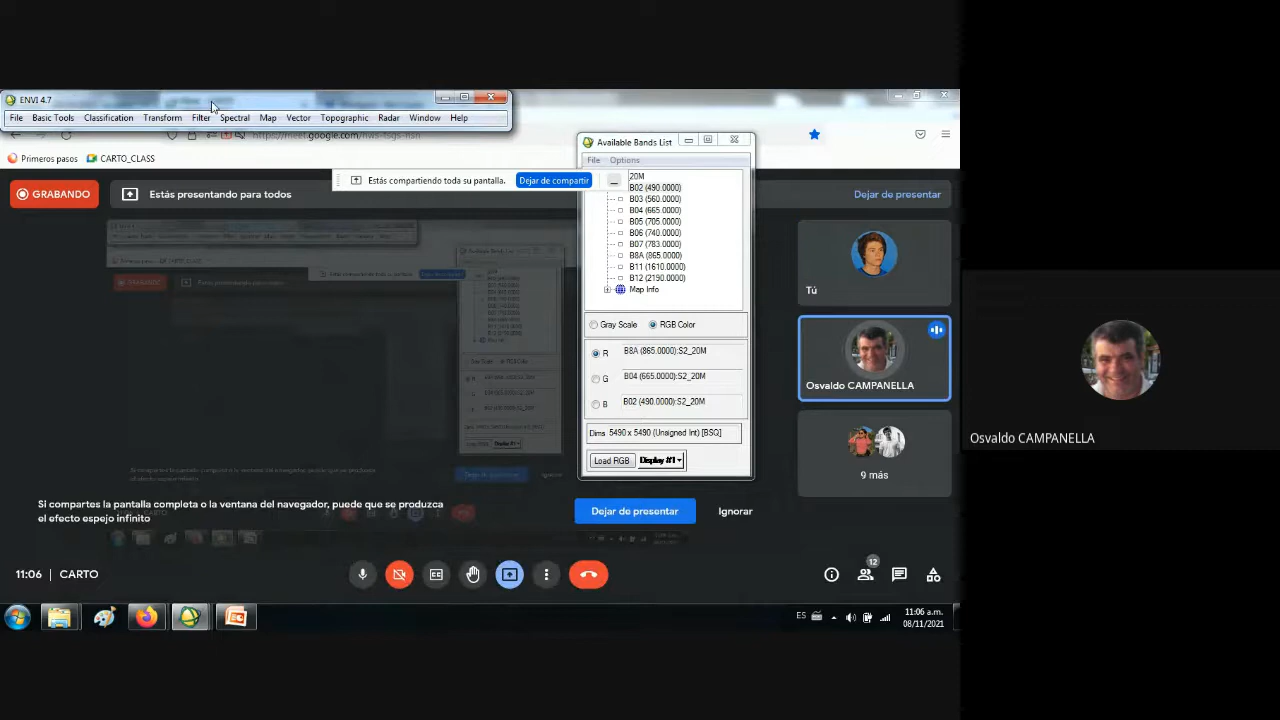 ENVI 4.7
File Basic Tools Classification Transform Filter Spectral Map Vector Topographic Radar Window Help
https://meet.google.com/
Primeros pasos CARTO_CLASS
GRABANDO
Estás presentando para todos
Estás compartiendo toda su pantalla. Dejar de compartir
Available Bands List
File Options
20M
B02 (490.0000)
B03 (560.0000)
B04 (665.0000)
B05 (705.0000)
B06 (740.0000)
B07 (783.0000)
B8A (865.0000)
B11 (1610.0000)
B12 (2190.0000)
Map Info
Gray Scale RGB Color
R B8A (865.0000):S2_20M
G B04 (665.0000):S2_20M
B B02 (490.0000):S2_20M
Dims 5490 x 5490 (Unsigned Int) [BSQ]
Load RGB Display #1
Dejar de presentar
Tú
Osvaldo CAMPANELLA
9 más
Osvaldo CAMPANELLA
Si compartes la pantalla completa o la ventana del navegador, puede que se produzca
el efecto espejo infinito
Dejar de presentar Ignorar
11:06 | CARTO
12
ES
11:06 a.m.
08/11/2021